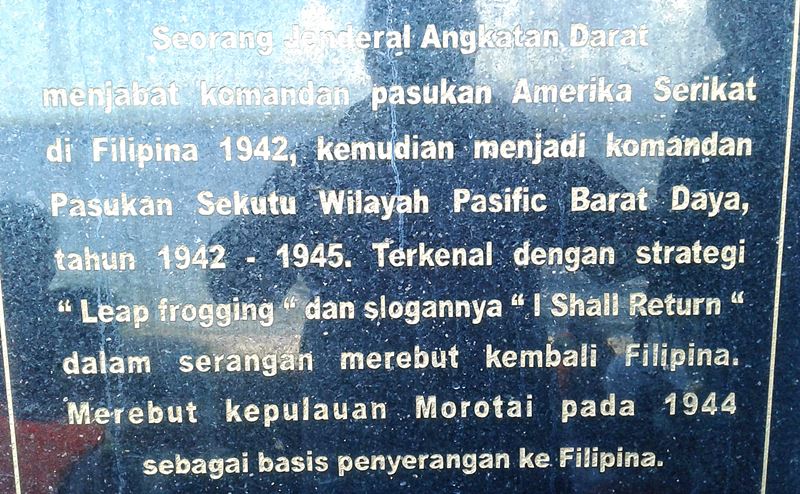 Seorang Jenderal Angkatan Darat
menjabat komandan pasukan Amerika Serikat
di Filipina 1942, kemudian menjadi komandan
Pasukan Sekutu Wilayah Pasific Barat Daya,
tahun 1942 - 1945. Terkenal dengan strategi
“ Leap frogging “ dan slogannya “ I Shall Return “
dalam serangan merebut kembali Filipina.
Merebut kepulauan Morotai pada 1944
sebagai basis penyerangan ke Filipina.